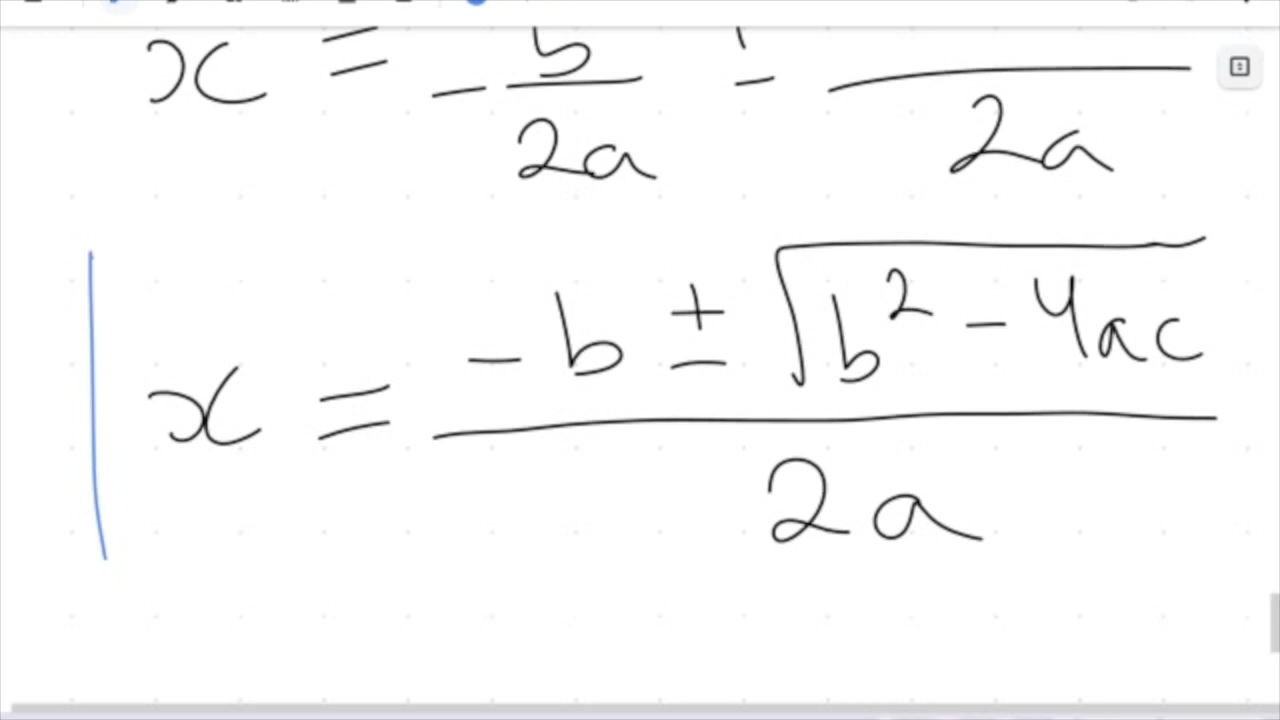 x = - b/2a ± /2a
x = (-b ± √(b² - 4ac))/2a